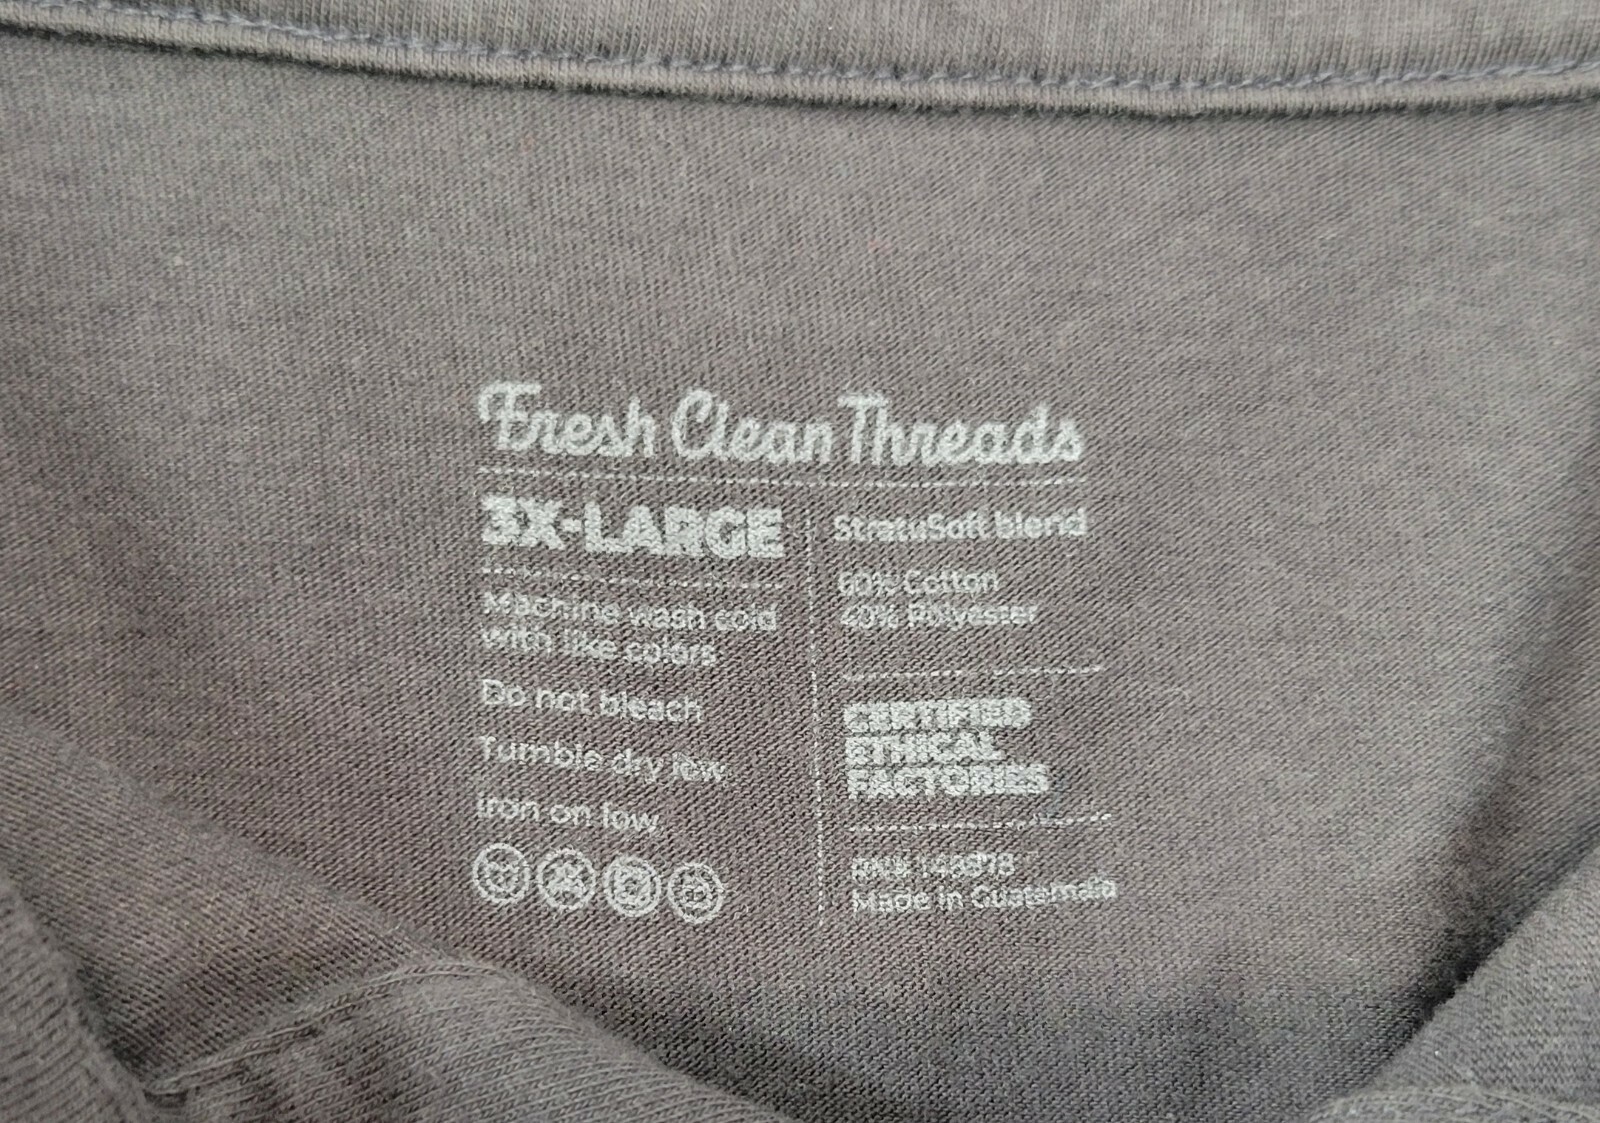 Fresh Clean Threads
3X-LARGE
Machine wash cold
with like colors
Do not bleach
Tumble dry low
Iron on low
StratuSoft blend
60% Cotton
40% Polyester
CERTIFIED
ETHICAL
FACTORIES
RN#
Made in Guatemala